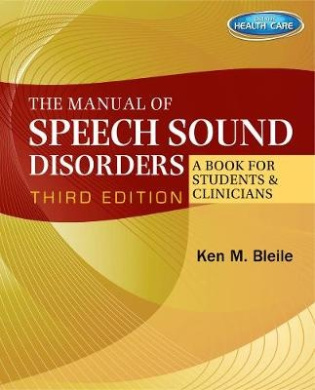 HEALTH CARE
THE MANUAL OF
SPEECH SOUND
DISORDERS
A BOOK FOR
STUDENTS &
CLINICIANS
THIRD EDITION
Ken M. Bleile